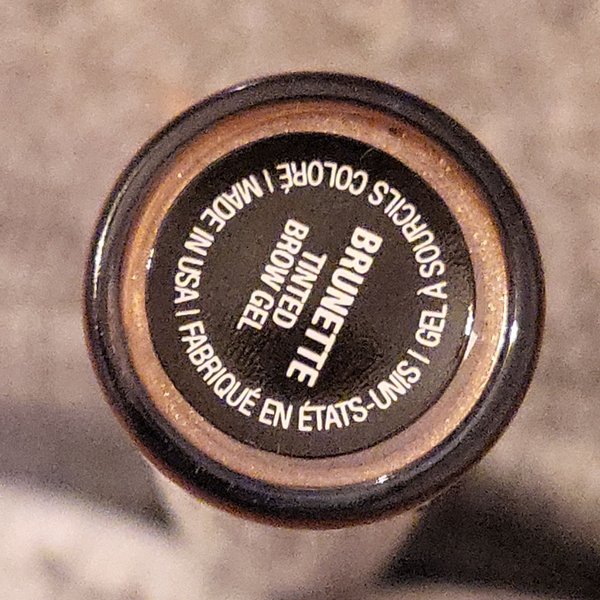 BRUNETTE
TINTED
BROW GEL
GEL A SOURCILS COLORÉ | MADE IN USA | FABRIQUÉ EN ÉTATS-UNIS |